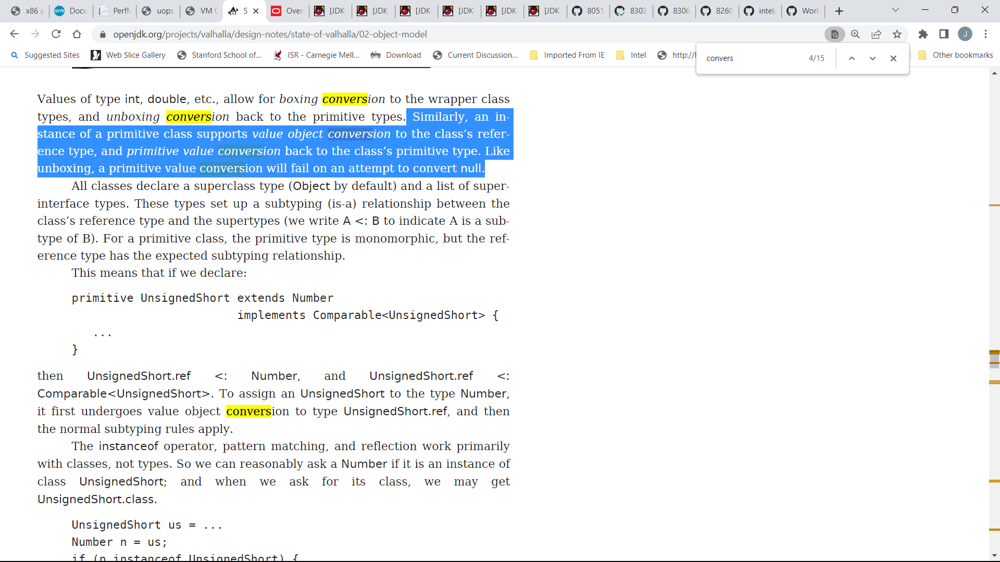 x86 a
Docu
PerfM
uops
VM C
S
Over
[JDK-
[JDK-
[JDK-
[JDK-
[JDK-
[JDK-
8051
8303
8306
8260
intel/
Work
openjdk.org/projects/valhalla/design-notes/state-of-valhalla/02-object-model
J
Suggested Sites
Web Slice Gallery
Stanford School of...
ISR - Carnegie Mell...
Download
Current Discussion...
Imported From IE
Intel
http://
Other bookmarks
convers
4/15
Values of type int, double, etc., allow for boxing conversion to the wrapper class
types, and unboxing conversion back to the primitive types. Similarly, an in-
stance of a primitive class supports value object conversion to the class’s refer-
ence type, and primitive value conversion back to the class’s primitive type. Like
unboxing, a primitive value conversion will fail on an attempt to convert null.
All classes declare a superclass type (Object by default) and a list of super-
interface types. These types set up a subtyping (is-a) relationship between the
class’s reference type and the supertypes (we write A <: B to indicate A is a sub-
type of B). For a primitive class, the primitive type is monomorphic, but the ref-
erence type has the expected subtyping relationship.
This means that if we declare:
primitive UnsignedShort extends Number
implements Comparable<UnsignedShort> {
...
}
then UnsignedShort.ref <: Number, and UnsignedShort.ref <:
Comparable<UnsignedShort>. To assign an UnsignedShort to the type Number,
it first undergoes value object conversion to type UnsignedShort.ref, and then
the normal subtyping rules apply.
The instanceof operator, pattern matching, and reflection work primarily
with classes, not types. So we can reasonably ask a Number if it is an instance of
class UnsignedShort; and when we ask for its class, we may get
UnsignedShort.class.
UnsignedShort us = ...
Number n = us;
if (n instanceof UnsignedShort) {